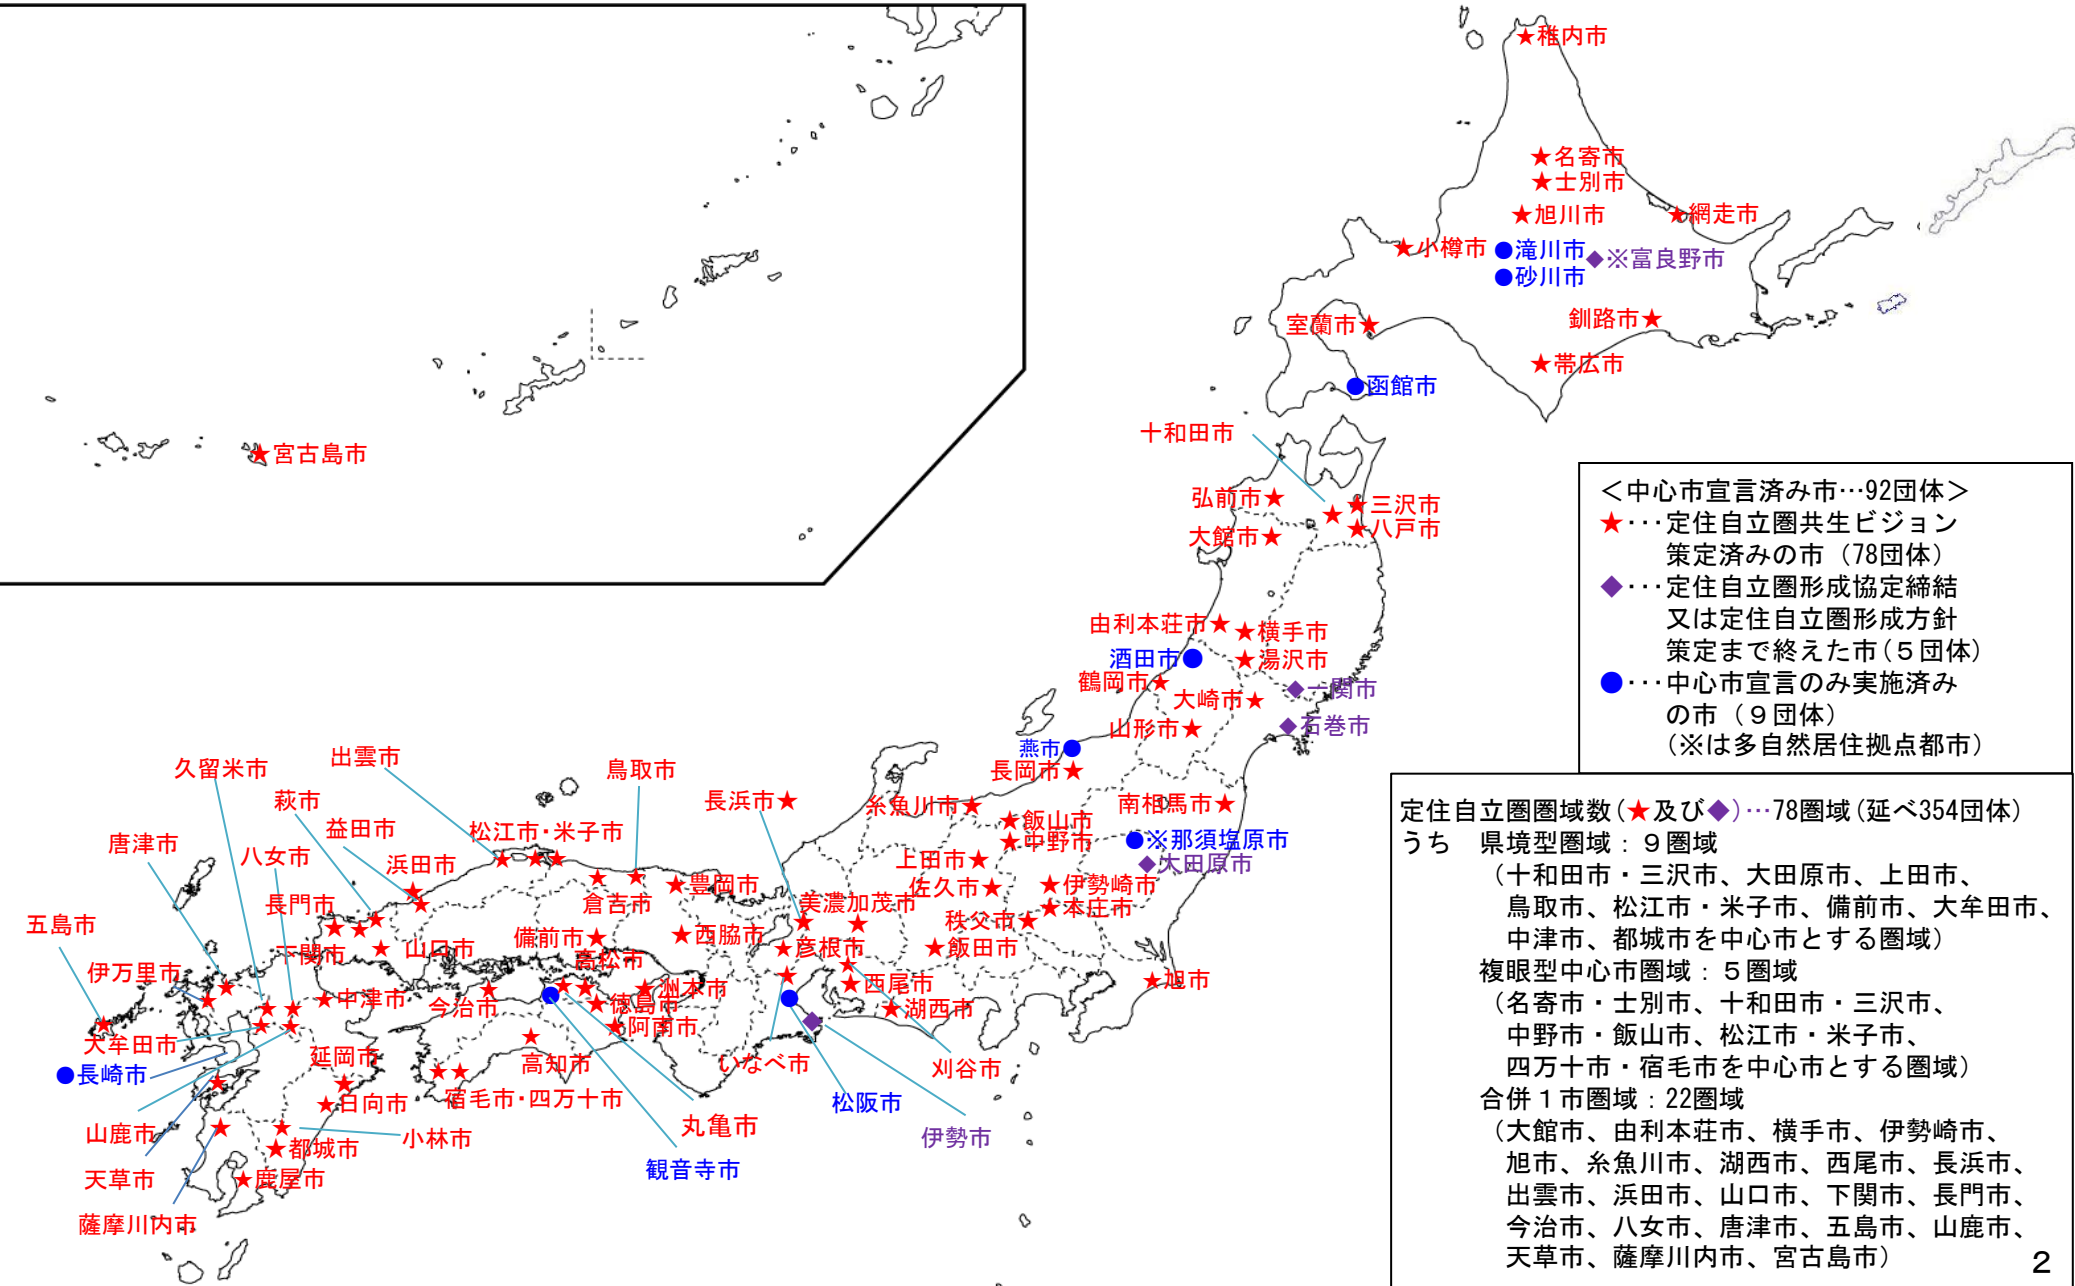 ★稚内市
★名寄市
★士別市
★旭川市
★網走市
★小樽市
●滝川市
◆※富良野市
●砂川市
室蘭市★
釧路市★
★帯広市
●函館市
十和田市
★宮古島市
弘前市★
★三沢市
大館市★
★八戸市
＜中心市宣言済み市…92団体＞
★･･･定住自立圏共生ビジョン
策定済みの市（78団体）
◆･･･定住自立圏形成協定締結
又は定住自立圏形成方針
策定まで終えた市(５団体)
●･･･中心市宣言のみ実施済み
の市（９団体）
（※は多自然居住拠点都市）
由利本荘市★
★横手市
酒田市●
★湯沢市
鶴岡市★
◆一関市
大崎市★
山形市★
◆石巻市
燕市●
長岡市★
南相馬市★
糸魚川市★
★飯山市
★中野市
●※那須塩原市
◆大田原市
上田市★
佐久市★
★伊勢崎市
★本庄市
秩父市★
★飯田市
★旭市
長浜市★
美濃加茂市
★彦根市
★西尾市
★湖西市
刈谷市
いなべ市
松阪市
伊勢市
出雲市
久留米市
鳥取市
萩市
益田市
松江市・米子市
唐津市
八女市
浜田市
★豊岡市
倉吉市
長門市
五島市
★西脇市
備前市★
下関市
山口市
高松市
伊万里市
★洲本市
★中津市
今治市
★徳島市
★阿南市
大牟田市
延岡市
高知市
●長崎市
★日向市
宿毛市・四万十市
丸亀市
山鹿市
小林市
★都城市
観音寺市
天草市
★鹿屋市
薩摩川内市
定住自立圏圏域数(★及び◆)…78圏域(延べ354団体)
うち　県境型圏域：９圏域
（十和田市・三沢市、大田原市、上田市、
鳥取市、松江市・米子市、備前市、大牟田市、
中津市、都城市を中心市とする圏域）
複眼型中心市圏域：５圏域
（名寄市・士別市、十和田市・三沢市、
中野市・飯山市、松江市・米子市、
四万十市・宿毛市を中心市とする圏域）
合併１市圏域：22圏域
（大館市、由利本荘市、横手市、伊勢崎市、
旭市、糸魚川市、湖西市、西尾市、長浜市、
出雲市、浜田市、山口市、下関市、長門市、
今治市、八女市、唐津市、五島市、山鹿市、
天草市、薩摩川内市、宮古島市）
2